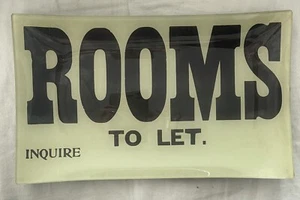 ROOMS
TO LET.
INQUIRE